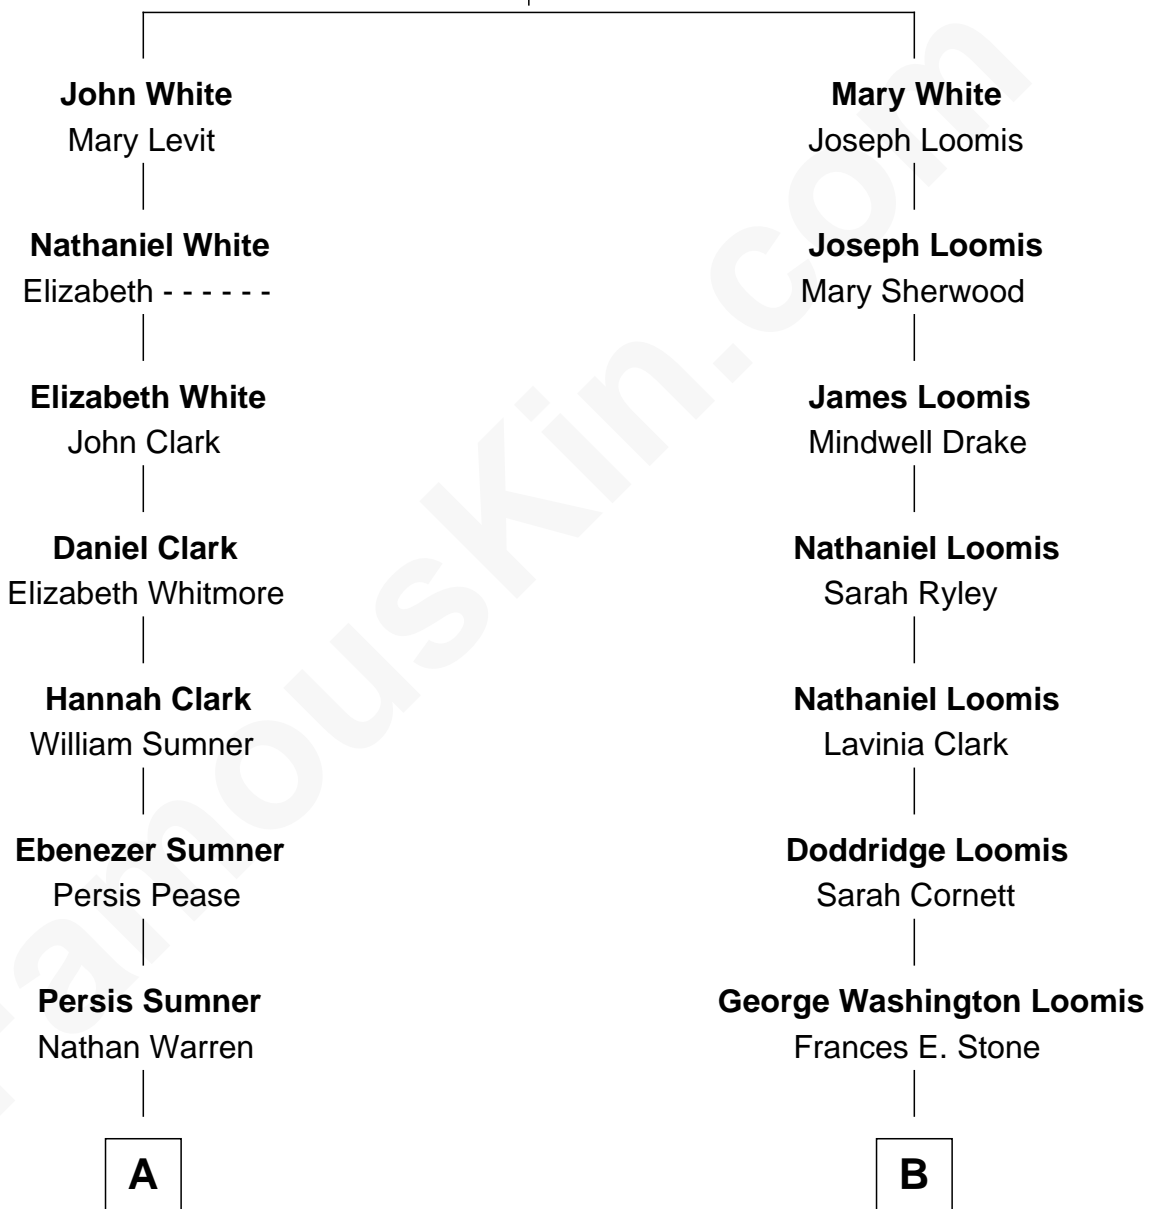 John White
Mary Levit
Nathaniel White
Elizabeth - - - - - -
Elizabeth White
John Clark
Daniel Clark
Elizabeth Whitmore
Hannah Clark
William Sumner
Ebenezer Sumner
Persis Pease
Persis Sumner
Nathan Warren
A
Mary White
Joseph Loomis
Joseph Loomis
Mary Sherwood
James Loomis
Mindwell Drake
Nathaniel Loomis
Sarah Ryley
Nathaniel Loomis
Lavinia Clark
Doddridge Loomis
Sarah Cornett
George Washington Loomis
Frances E. Stone
B
FamousKin.com